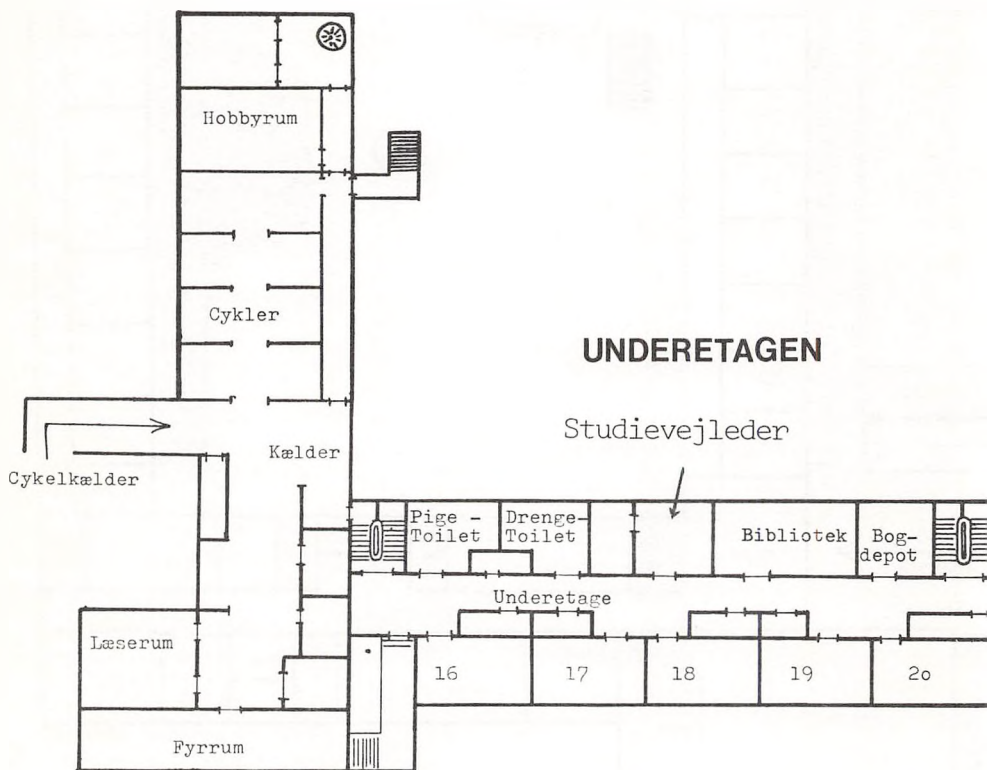 Hobbyrum
Cykler
UNDERETAGEN
Studievejleder
Kælder
Cykelkælder
Pige -
Toilet
Drenge-
Toilet
Bibliotek
Bog-
depot
Underetage
Læserum
16
17
18
19
2o
Fyrrum